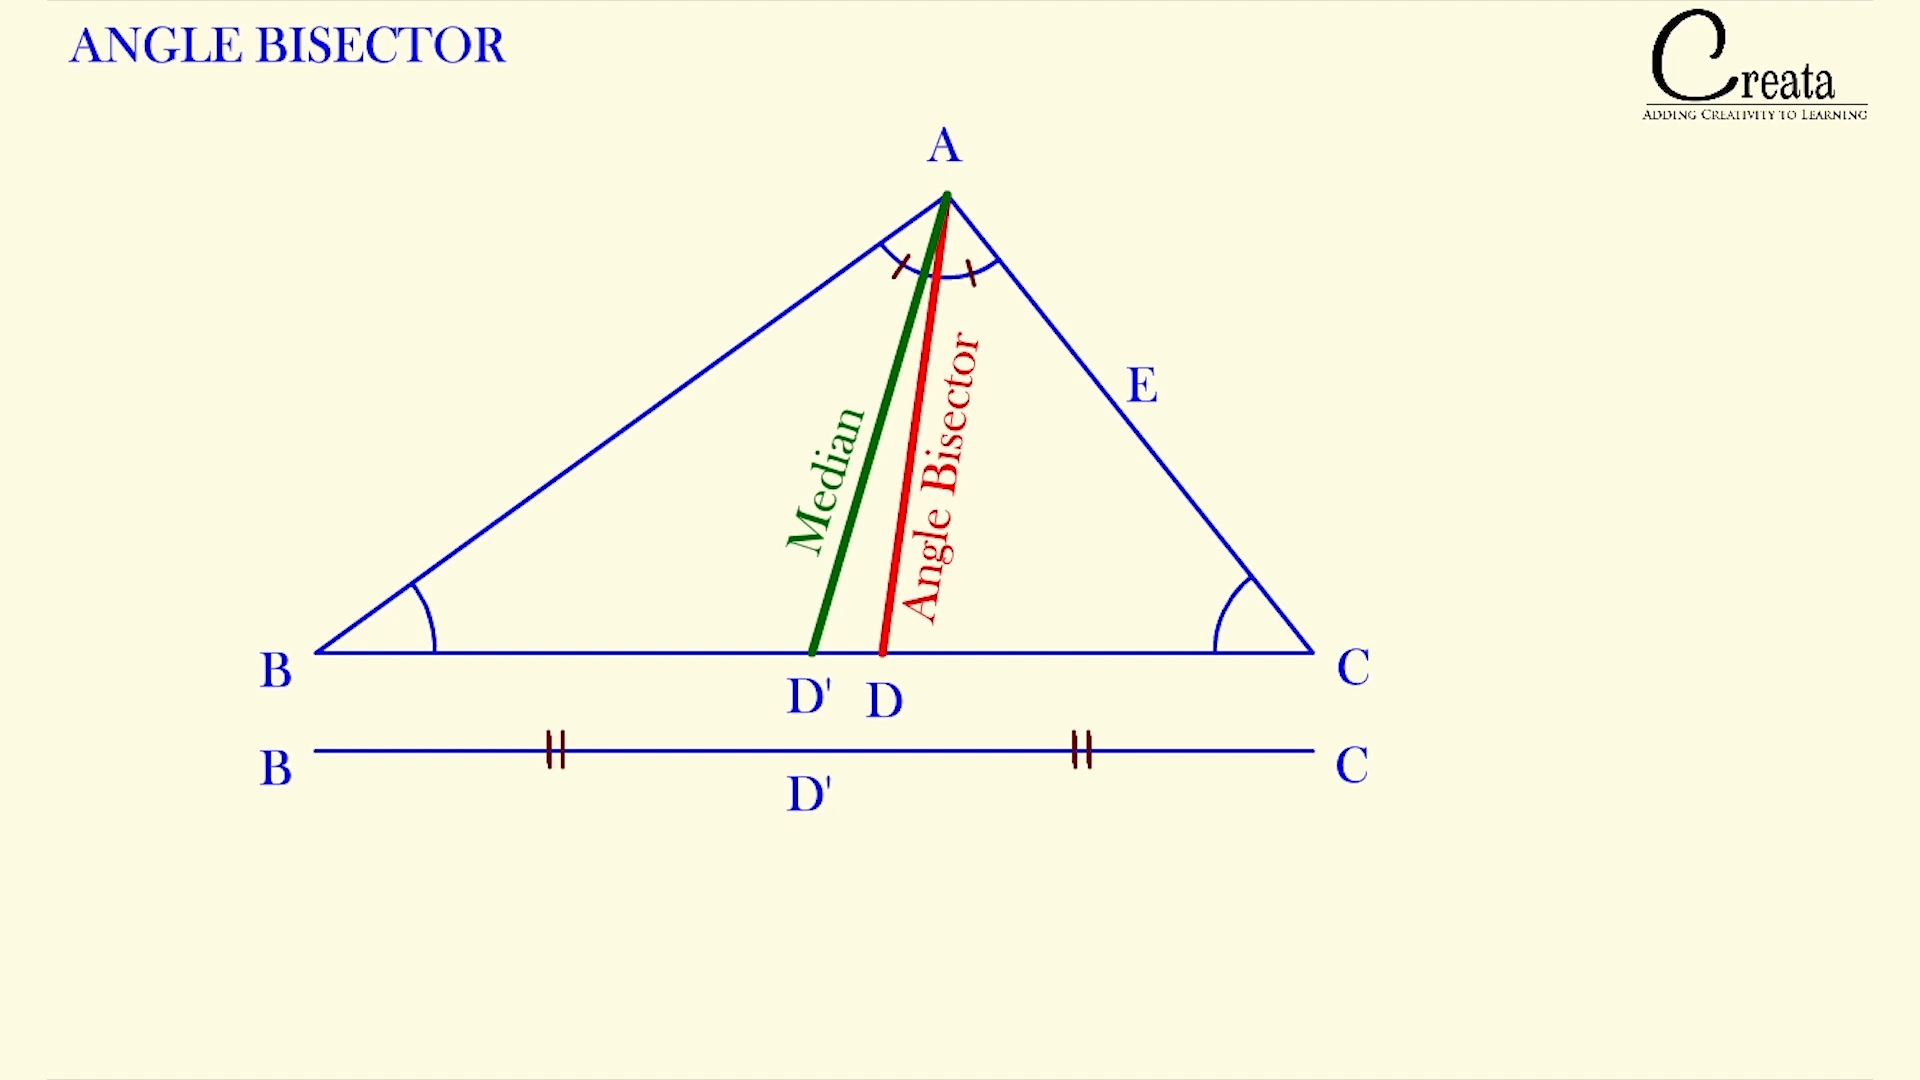 ANGLE BISECTOR
Creata
ADDING CREATIVITY TO LEARNING
A
E
Median
Angle Bisector
B
C
D'
D
B
C
D'